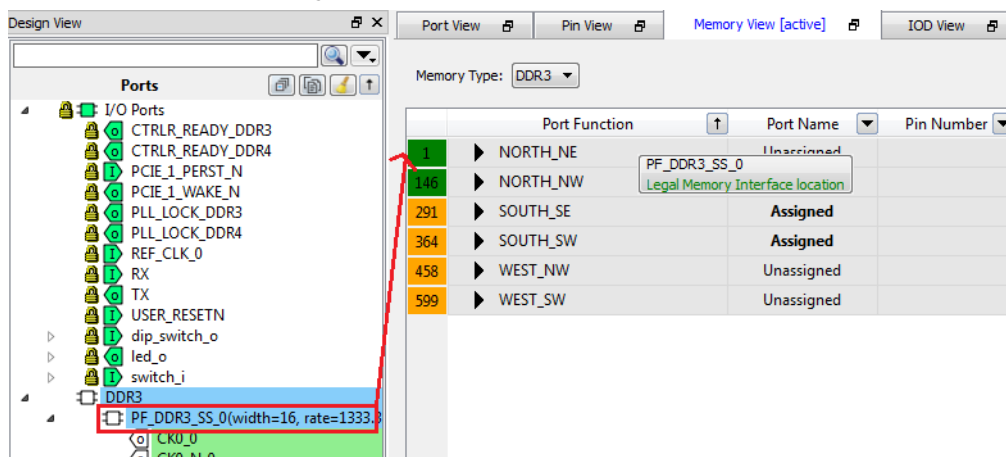 Design View
Ports
I/O Ports
CTRLR_READY_DDR3
CTRLR_READY_DDR4
PCIE_1_PERST_N
PCIE_1_WAKE_N
PLL_LOCK_DDR3
PLL_LOCK_DDR4
REF_CLK_0
RX
TX
USER_RESETN
dip_switch_o
led_o
switch_i
DDR3
PF_DDR3_SS_0(width=16, rate=1333.3
CK0_0
CK0_N_0
Port View Pin View Memory View [active] IOD View
Memory Type: DDR3
Port Function Port Name Pin Number
1 NORTH_NE Unassigned
PF_DDR3_SS_0
Legal Memory Interface location
146 NORTH_NW
291 SOUTH_SE Assigned
364 SOUTH_SW Assigned
458 WEST_NW Unassigned
599 WEST_SW Unassigned